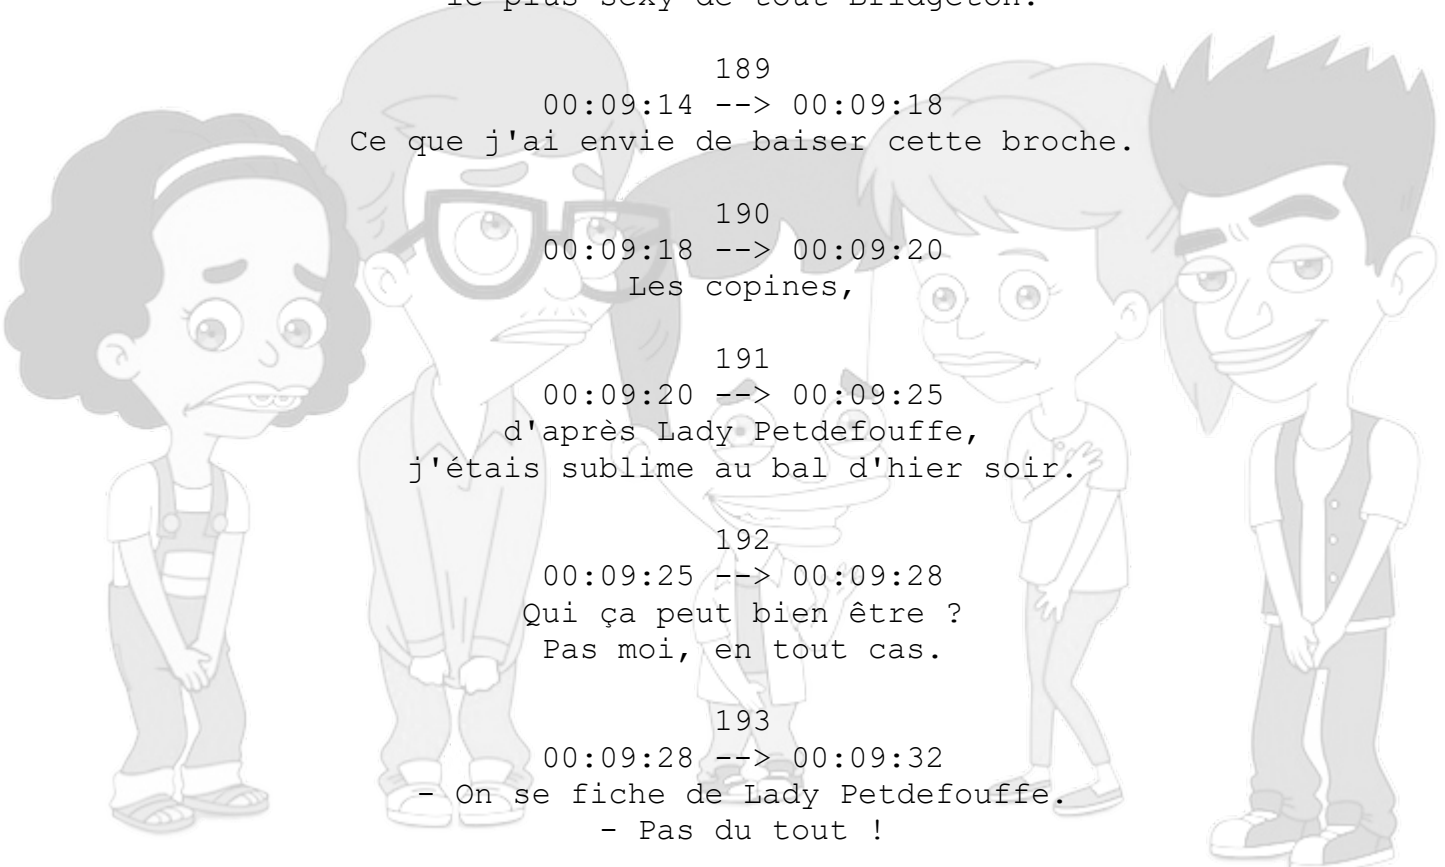 le plus sexy de tout Bridgeton.
189
00:09:14 --> 00:09:18
Ce que j'ai envie de baiser cette broche.
190
00:09:18 --> 00:09:20
Les copines,
191
00:09:20 --> 00:09:25
d'après Lady Petdefouffe,
j'étais sublime au bal d'hier soir.
192
00:09:25 --> 00:09:28
Qui ça peut bien être ?
Pas moi, en tout cas.
193
00:09:28 --> 00:09:32
- On se fiche de Lady Petdefouffe.
- Pas du tout !